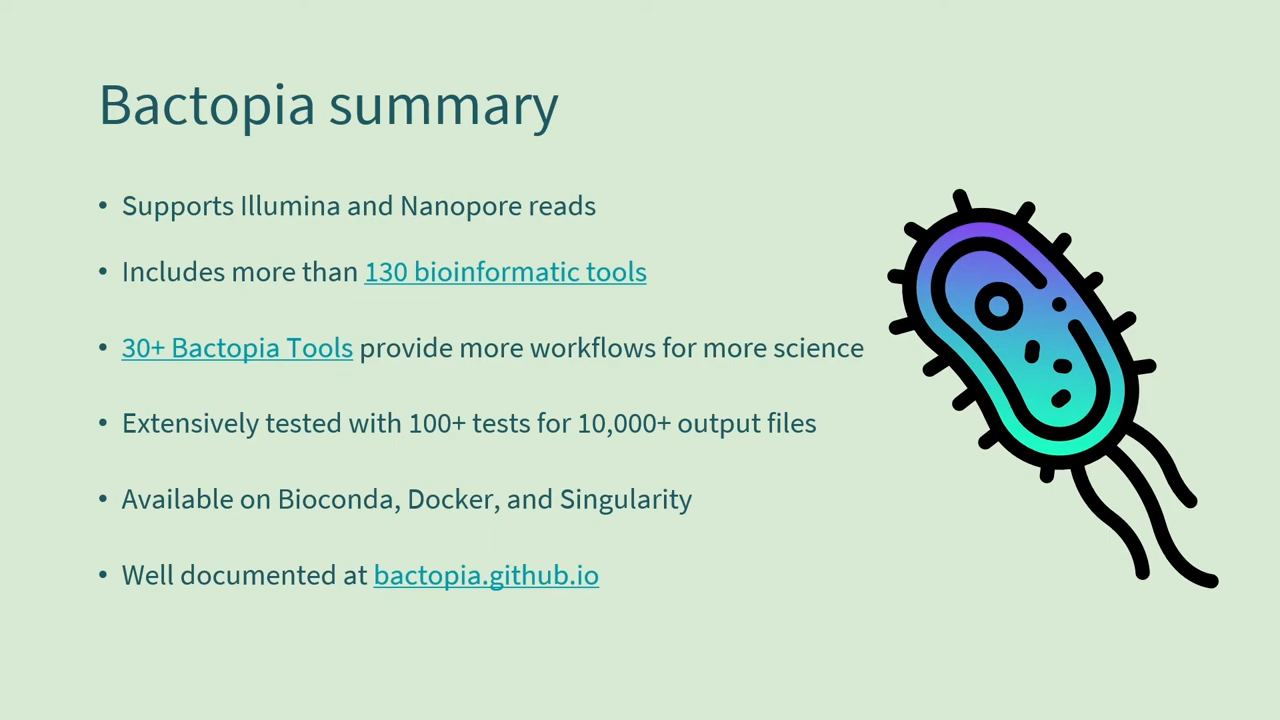 Bactopia summary
• Supports Illumina and Nanopore reads
• Includes more than 130 bioinformatic tools
• 30+ Bactopia Tools provide more workflows for more science
• Extensively tested with 100+ tests for 10,000+ output files
• Available on Bioconda, Docker, and Singularity
• Well documented at bactopia.github.io